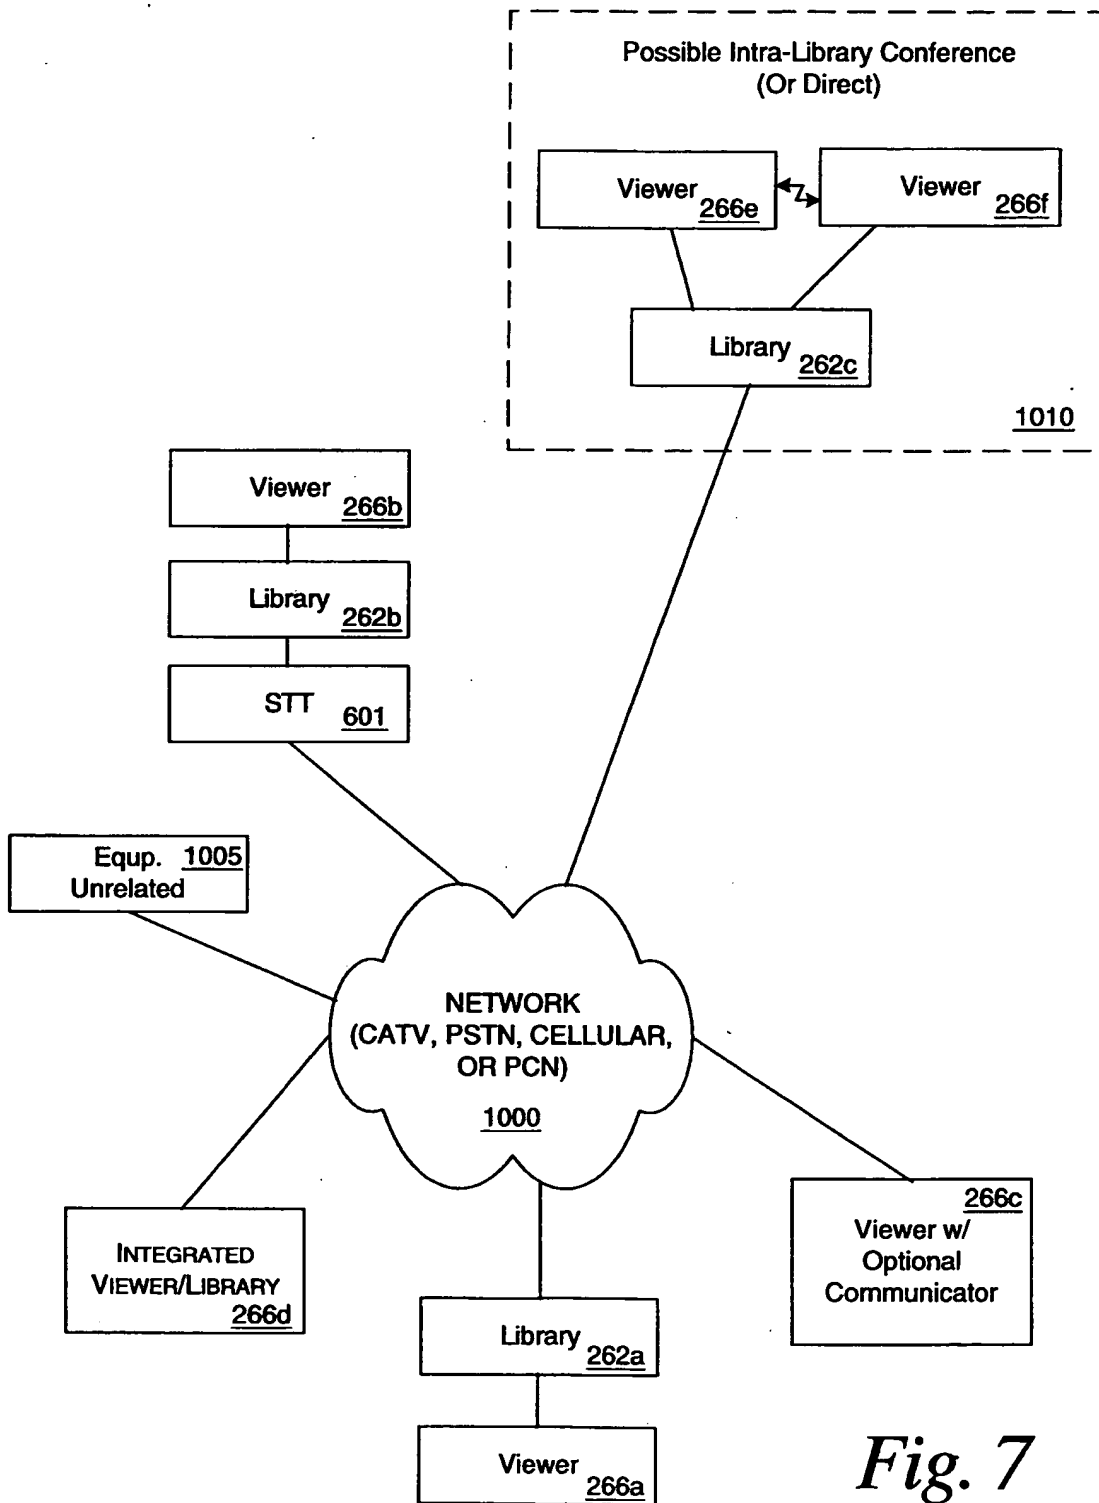 Possible Intra-Library Conference
(Or Direct)
Viewer
266e
Viewer
266f
Library
262c
1010
Viewer
266b
Library
262b
STT
601
Equp. 1005
Unrelated
NETWORK
(CATV, PSTN, CELLULAR,
OR PCN)
1000
266c
Viewer w/
Optional
Communicator
INTEGRATED
VIEWER/LIBRARY
266d
Library
262a
Viewer
266a
Fig. 7